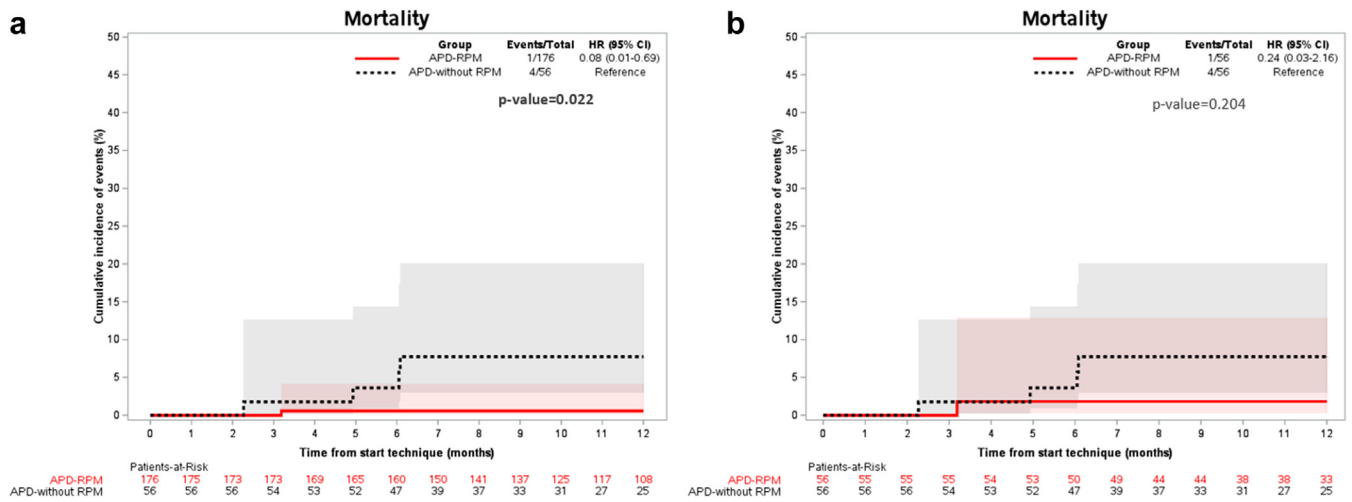 a
Mortality
Group Events/Total HR (95% CI)
APD-RPM 1/176 0.08 (0.01-0.69)
APD-without RPM 4/56 Reference
p-value=0.022
Cumulative incidence of events (%)
50
45
40
35
30
25
20
15
10
5
0
0 1 2 3 4 5 6 7 8 9 10 11 12
Time from start technique (months)
Patients-at-Risk
APD-RPM 176 175 173 173 169 165 160 150 141 137 125 117 108
APD-without RPM 56 56 56 54 53 52 47 39 37 33 31 27 25
b
Mortality
Group Events/Total HR (95% CI)
APD-RPM 1/56 0.24 (0.03-2.16)
APD-without RPM 4/56 Reference
p-value=0.204
Cumulative incidence of events (%)
50
45
40
35
30
25
20
15
10
5
0
0 1 2 3 4 5 6 7 8 9 10 11 12
Time from start technique (months)
Patients-at-Risk
APD-RPM 56 55 55 55 54 53 50 49 44 44 38 38 33
APD-without RPM 56 56 56 54 53 52 47 39 37 33 31 27 25